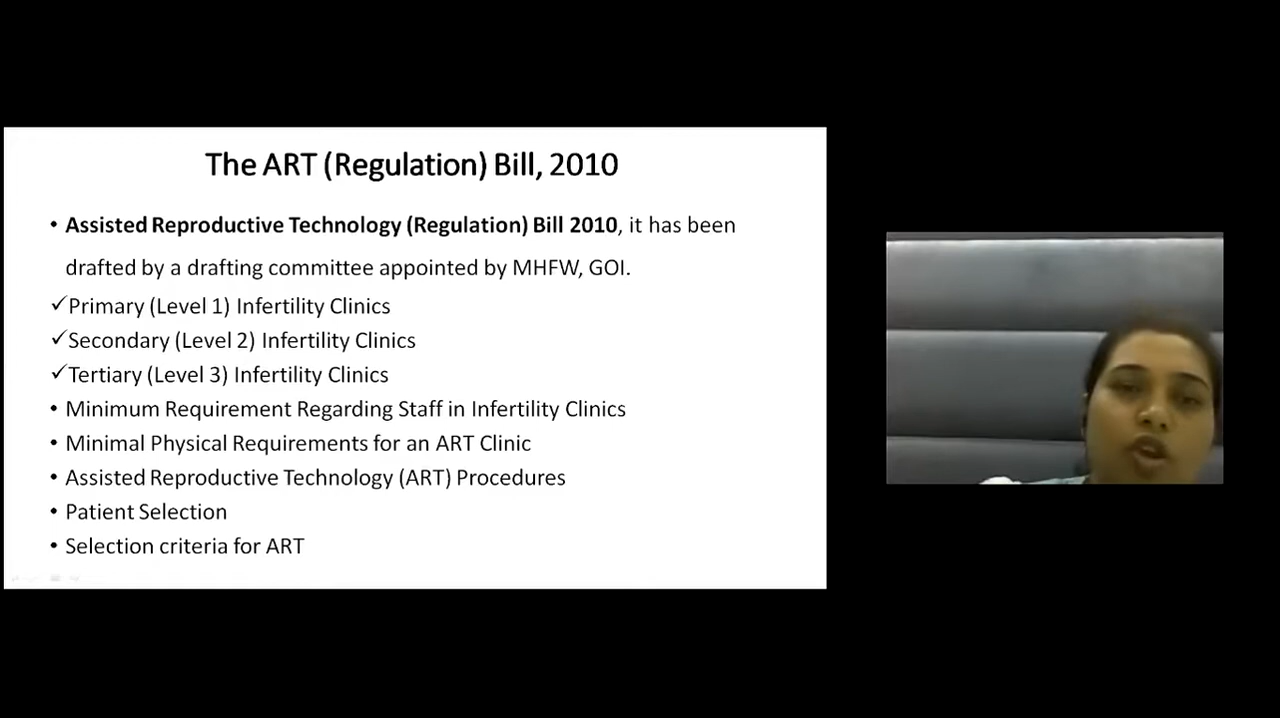 The ART (Regulation) Bill, 2010
• Assisted Reproductive Technology (Regulation) Bill 2010, it has been
drafted by a drafting committee appointed by MHFW, GOI.
✓Primary (Level 1) Infertility Clinics
✓Secondary (Level 2) Infertility Clinics
✓Tertiary (Level 3) Infertility Clinics
• Minimum Requirement Regarding Staff in Infertility Clinics
• Minimal Physical Requirements for an ART Clinic
• Assisted Reproductive Technology (ART) Procedures
• Patient Selection
• Selection criteria for ART